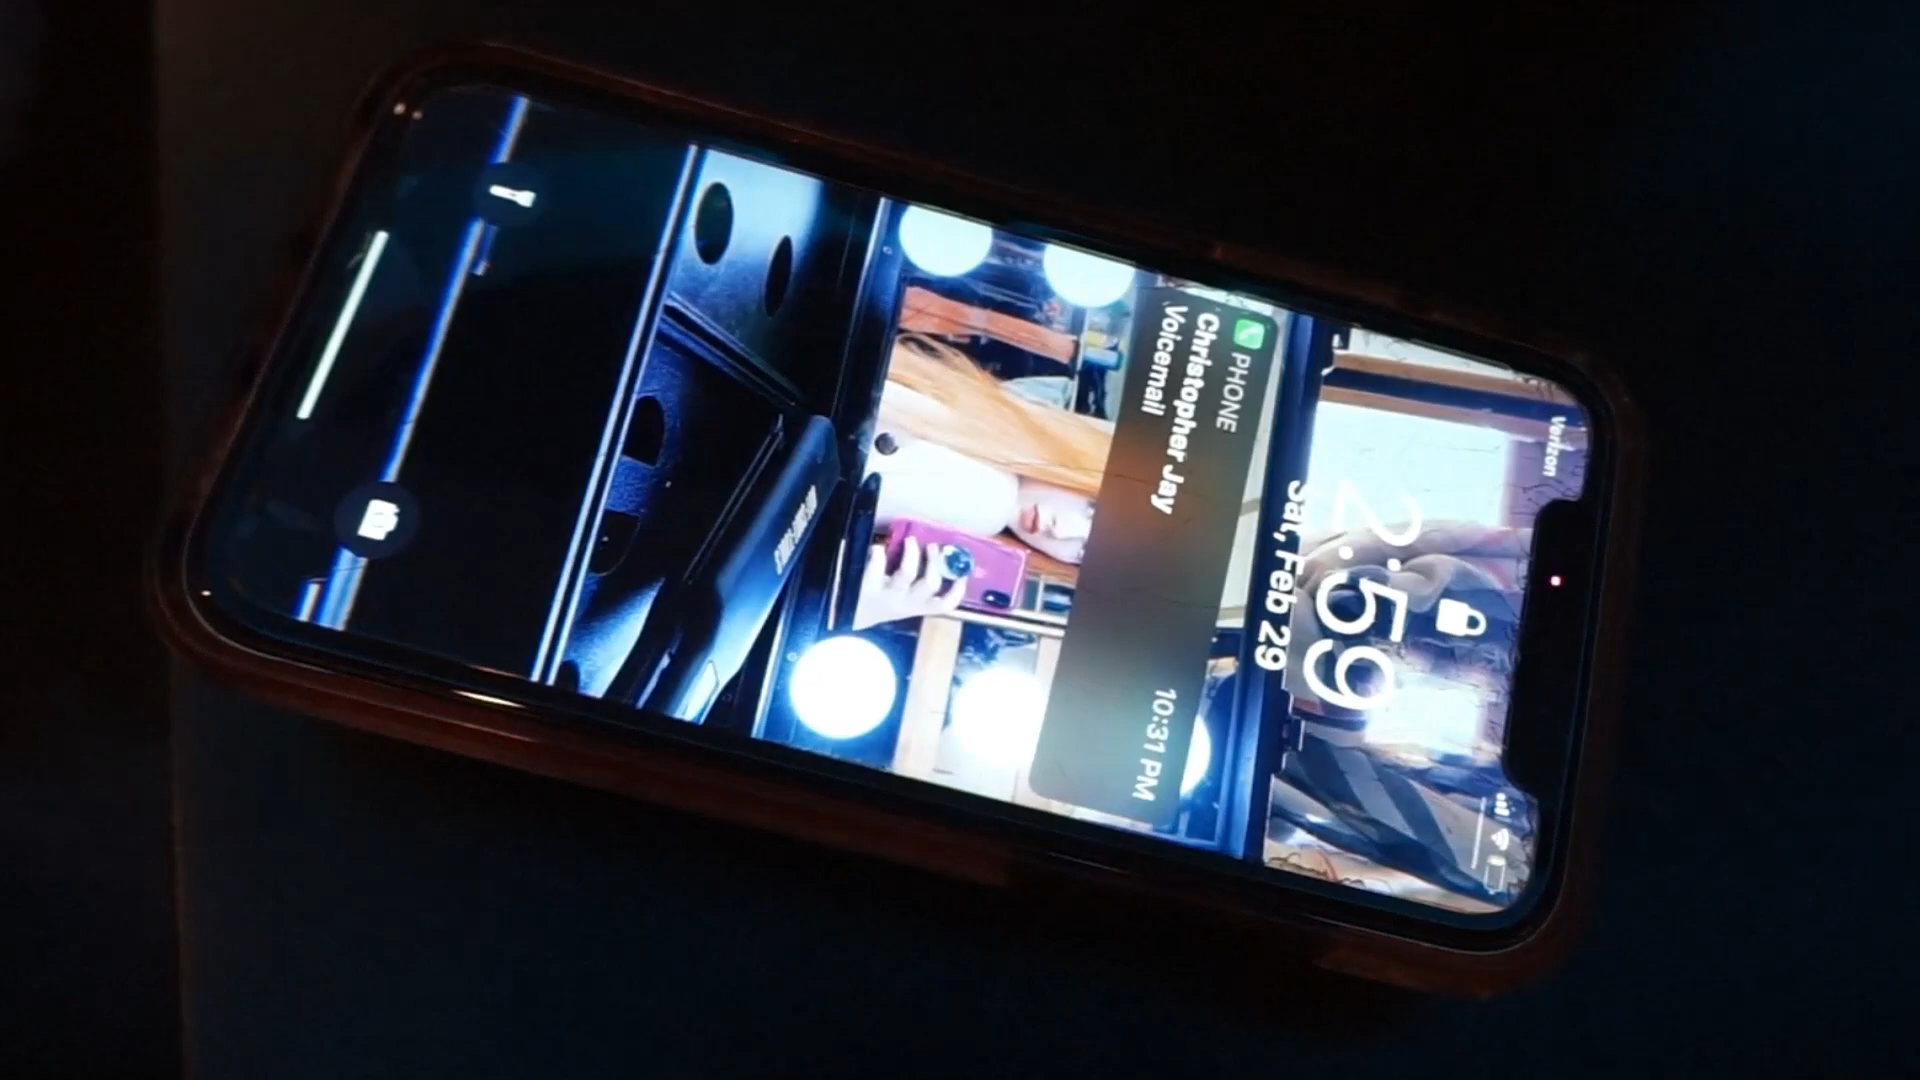 Verizon
2:59
Sat, Feb 29
PHONE
10:31 PM
Christopher Jay
Voicemail